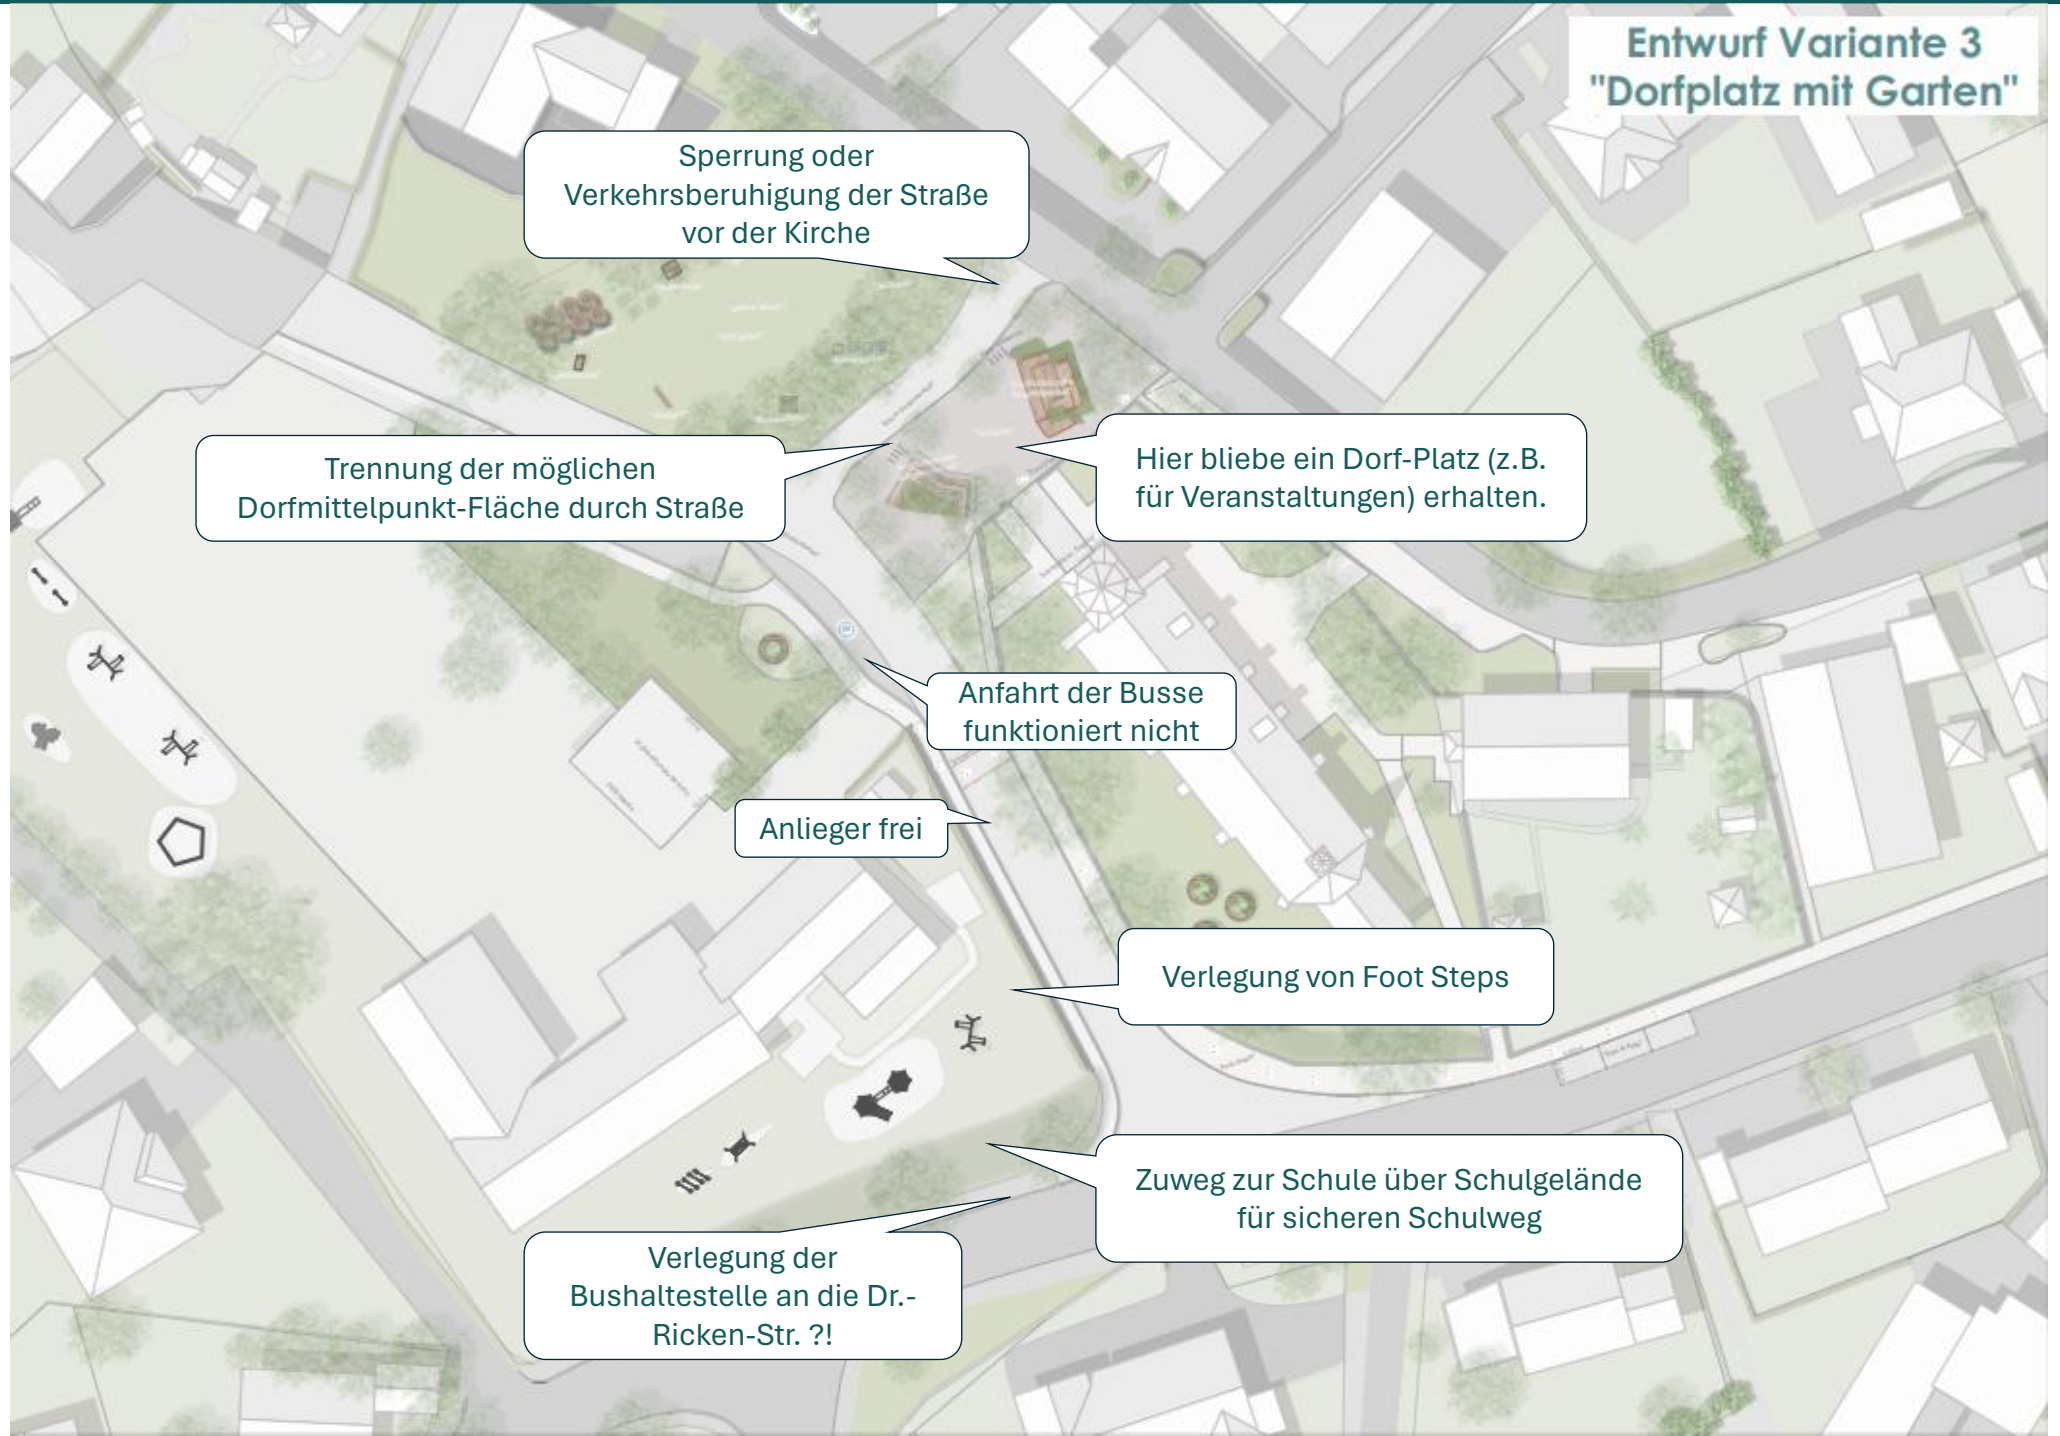 Entwurf Variante 3
"Dorfplatz mit Garten"
Sperrung oder
Verkehrsberuhigung der Straße
vor der Kirche
Trennung der möglichen
Dorfmittelpunkt-Fläche durch Straße
Hier bliebe ein Dorf-Platz (z.B.
für Veranstaltungen) erhalten.
Anfahrt der Busse
funktioniert nicht
Anlieger frei
Verlegung von Foot Steps
Zuweg zur Schule über Schulgelände
für sicheren Schulweg
Verlegung der
Bushaltestelle an die Dr.-
Ricken-Str. ?!